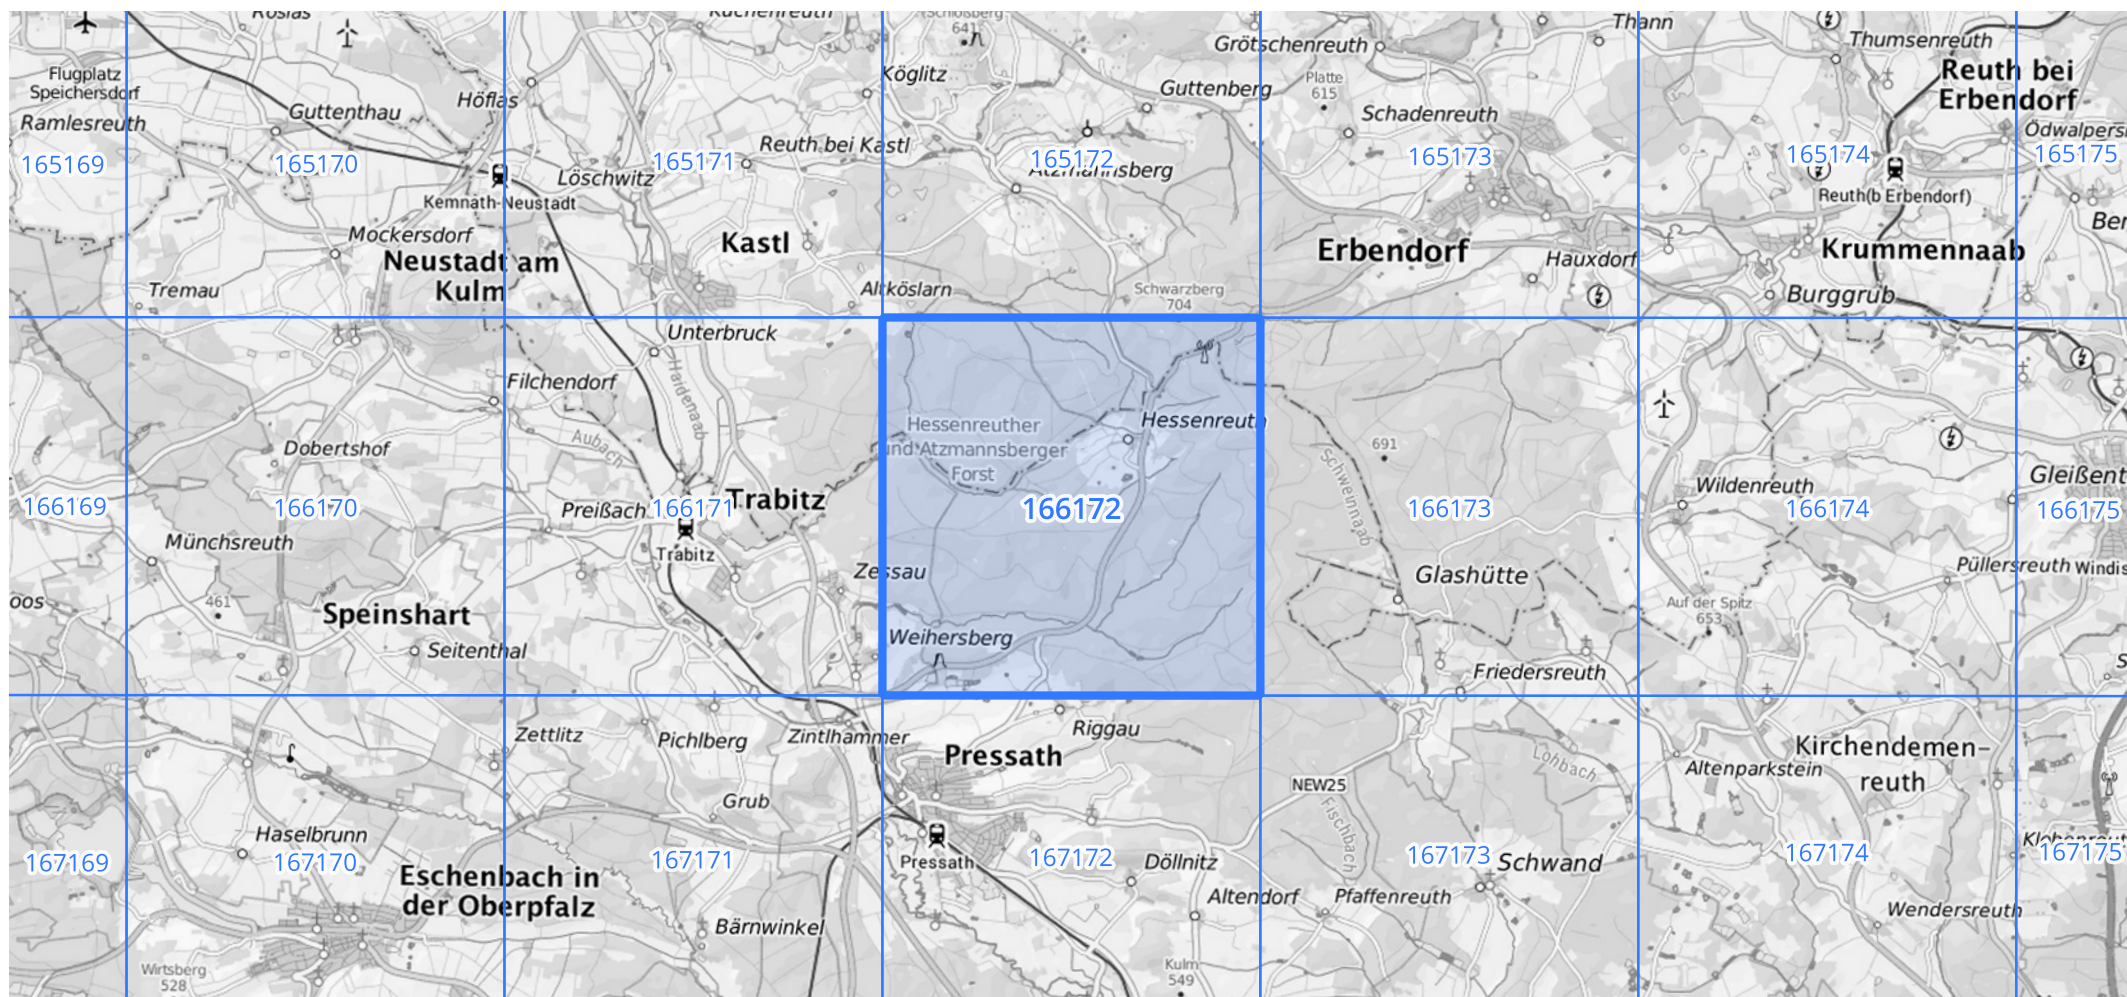 Köglitz
Schloßberg
641
Grötschenreuth
Thann
Thumsenreuth
Reuth bei
Erbendorf
Flugplatz
Speichersdorf
Ramlesreuth
Guttenthau
Höflas
Guttenberg
Platte
615
Schadenreuth
165169
165170
165171
Reuth bei Kastl
165172
Atzmannsberg
165173
165174
165175
Löschwitz
Kemnath-Neustadt
Reuth(b Erbendorf)
Mockersdorf
Neustadt am
Kulm
Kastl
Erbendorf
Hauxdorf
Krummennaab
Tremau
Altköslarn
Schwarzberg
704
Burggrub
Unterbruck
Filchendorf
Haidenaab
Aubach
Dobertshof
Hessenreuther
und Atzmannsberger
Forst
Hessenreuth
691
Schweinnaab
Wildenreuth
Gleißent
166169
166170
Preißach
166171
Trabitz
166172
166173
166174
166175
Münchsreuth
Trabitz
Zessau
Glashütte
Püllersreuth
Windis
oos
461
Speinshart
Seitenthal
Weihersberg
Auf der Spitz
653
Friedersreuth
Zettlitz
Pichlberg
Zintlhammer
Pressath
Riggau
Lohbach
Kirchendemen-
reuth
Altenparkstein
NEW25
Fischbach
Grub
Haselbrunn
167169
167170
167171
Pressath
167172
Döllnitz
167173
Schwand
167174
167175
Eschenbach in
der Oberpfalz
Bärnwinkel
Altendorf
Pfaffenreuth
Wendersreuth
Wirtsberg
528
Kulm
549